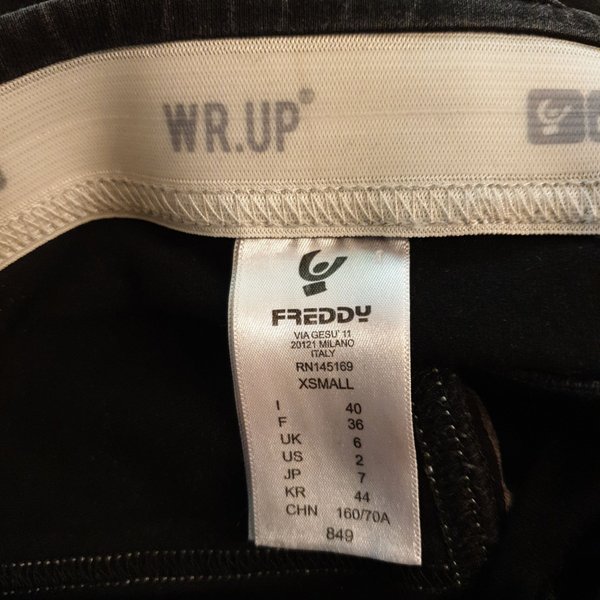 WR.UP®
FREDDY
VIA GESU' 11
20121 MILANO
ITALY
RN145169
XSMALL
I 40
F 36
UK 6
US 2
JP 7
KR 44
CHN 160/70A
849